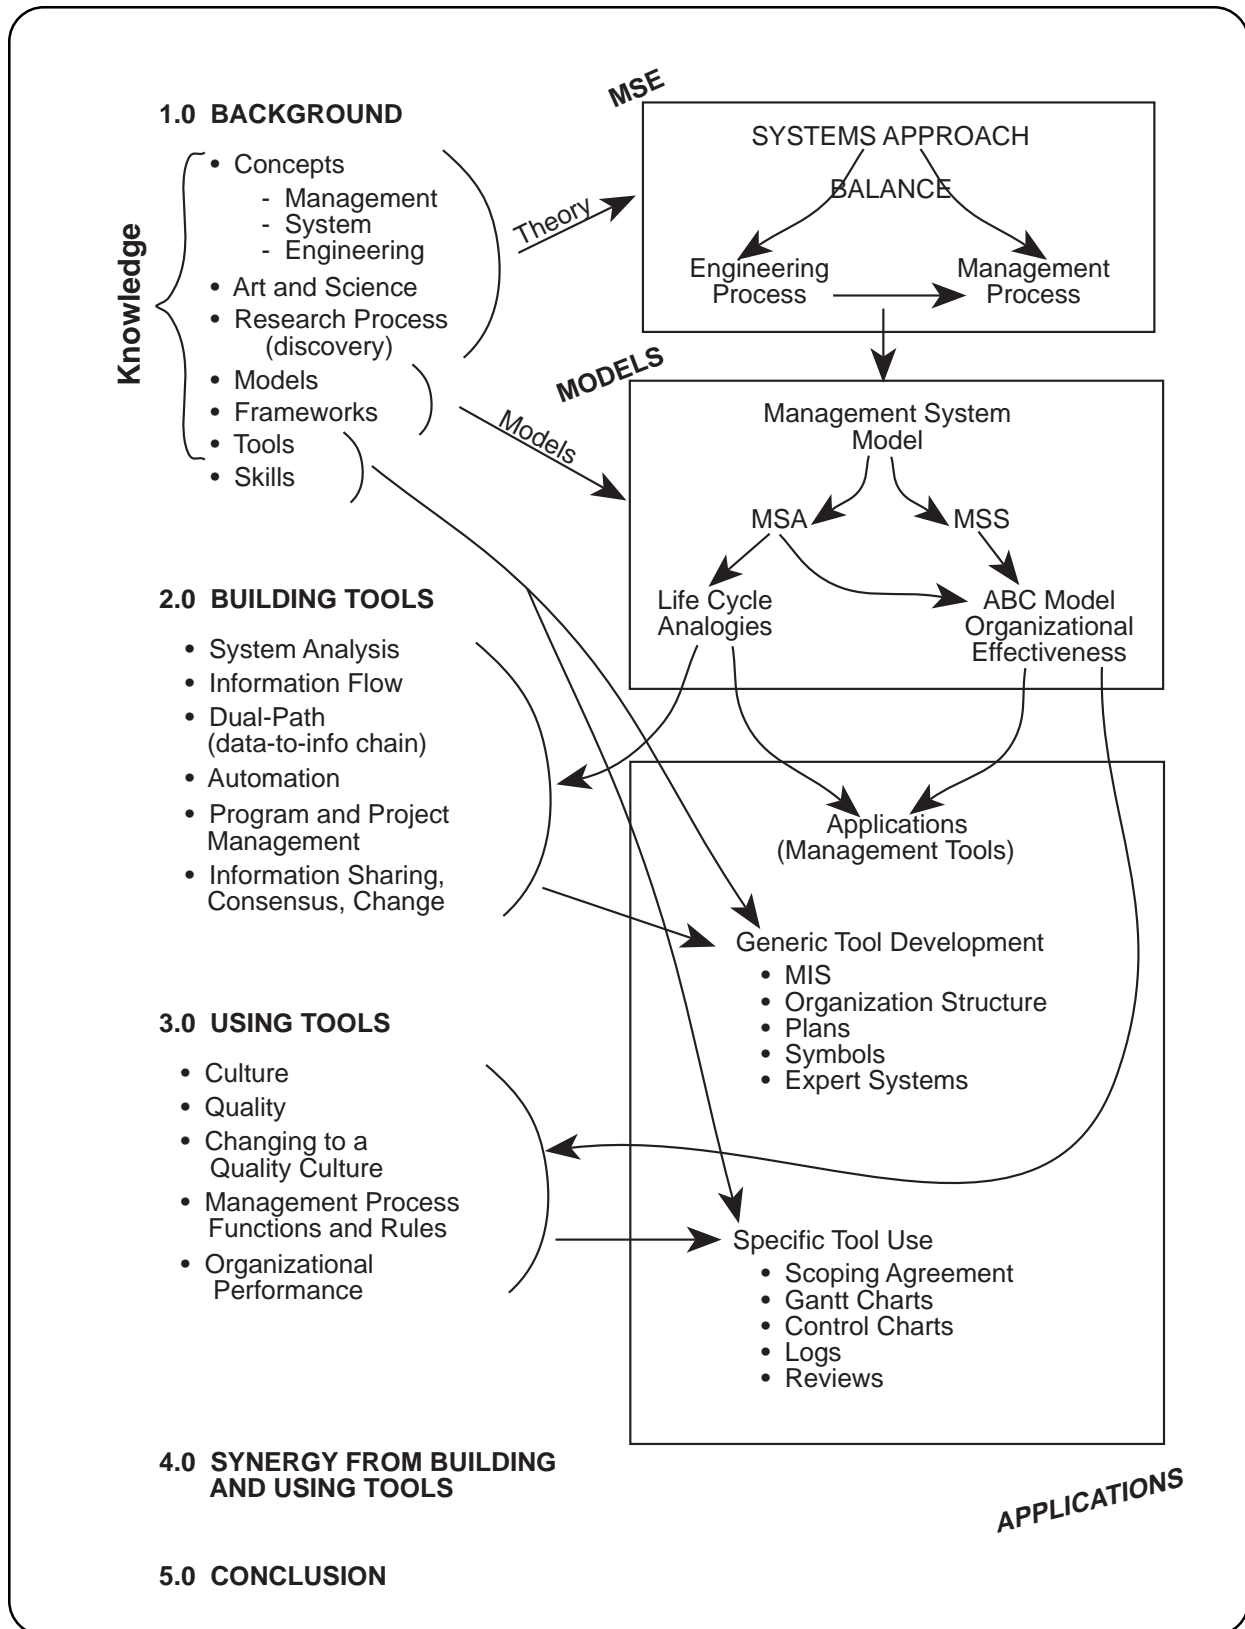 1.0 BACKGROUND
Knowledge
• Concepts
- Management
- System
- Engineering
• Art and Science
• Research Process
(discovery)
• Models
• Frameworks
• Tools
• Skills
2.0 BUILDING TOOLS
• System Analysis
• Information Flow
• Dual-Path
(data-to-info chain)
• Automation
• Program and Project
Management
• Information Sharing,
Consensus, Change
3.0 USING TOOLS
• Culture
• Quality
• Changing to a
Quality Culture
• Management Process
Functions and Rules
• Organizational
Performance
4.0 SYNERGY FROM BUILDING
AND USING TOOLS
5.0 CONCLUSION
Theory
Models
MSE
SYSTEMS APPROACH
BALANCE
Engineering
Process
Management
Process
MODELS
Management System
Model
MSA
MSS
Life Cycle
Analogies
ABC Model
Organizational
Effectiveness
Applications
(Management Tools)
Generic Tool Development
• MIS
• Organization Structure
• Plans
• Symbols
• Expert Systems
Specific Tool Use
• Scoping Agreement
• Gantt Charts
• Control Charts
• Logs
• Reviews
APPLICATIONS